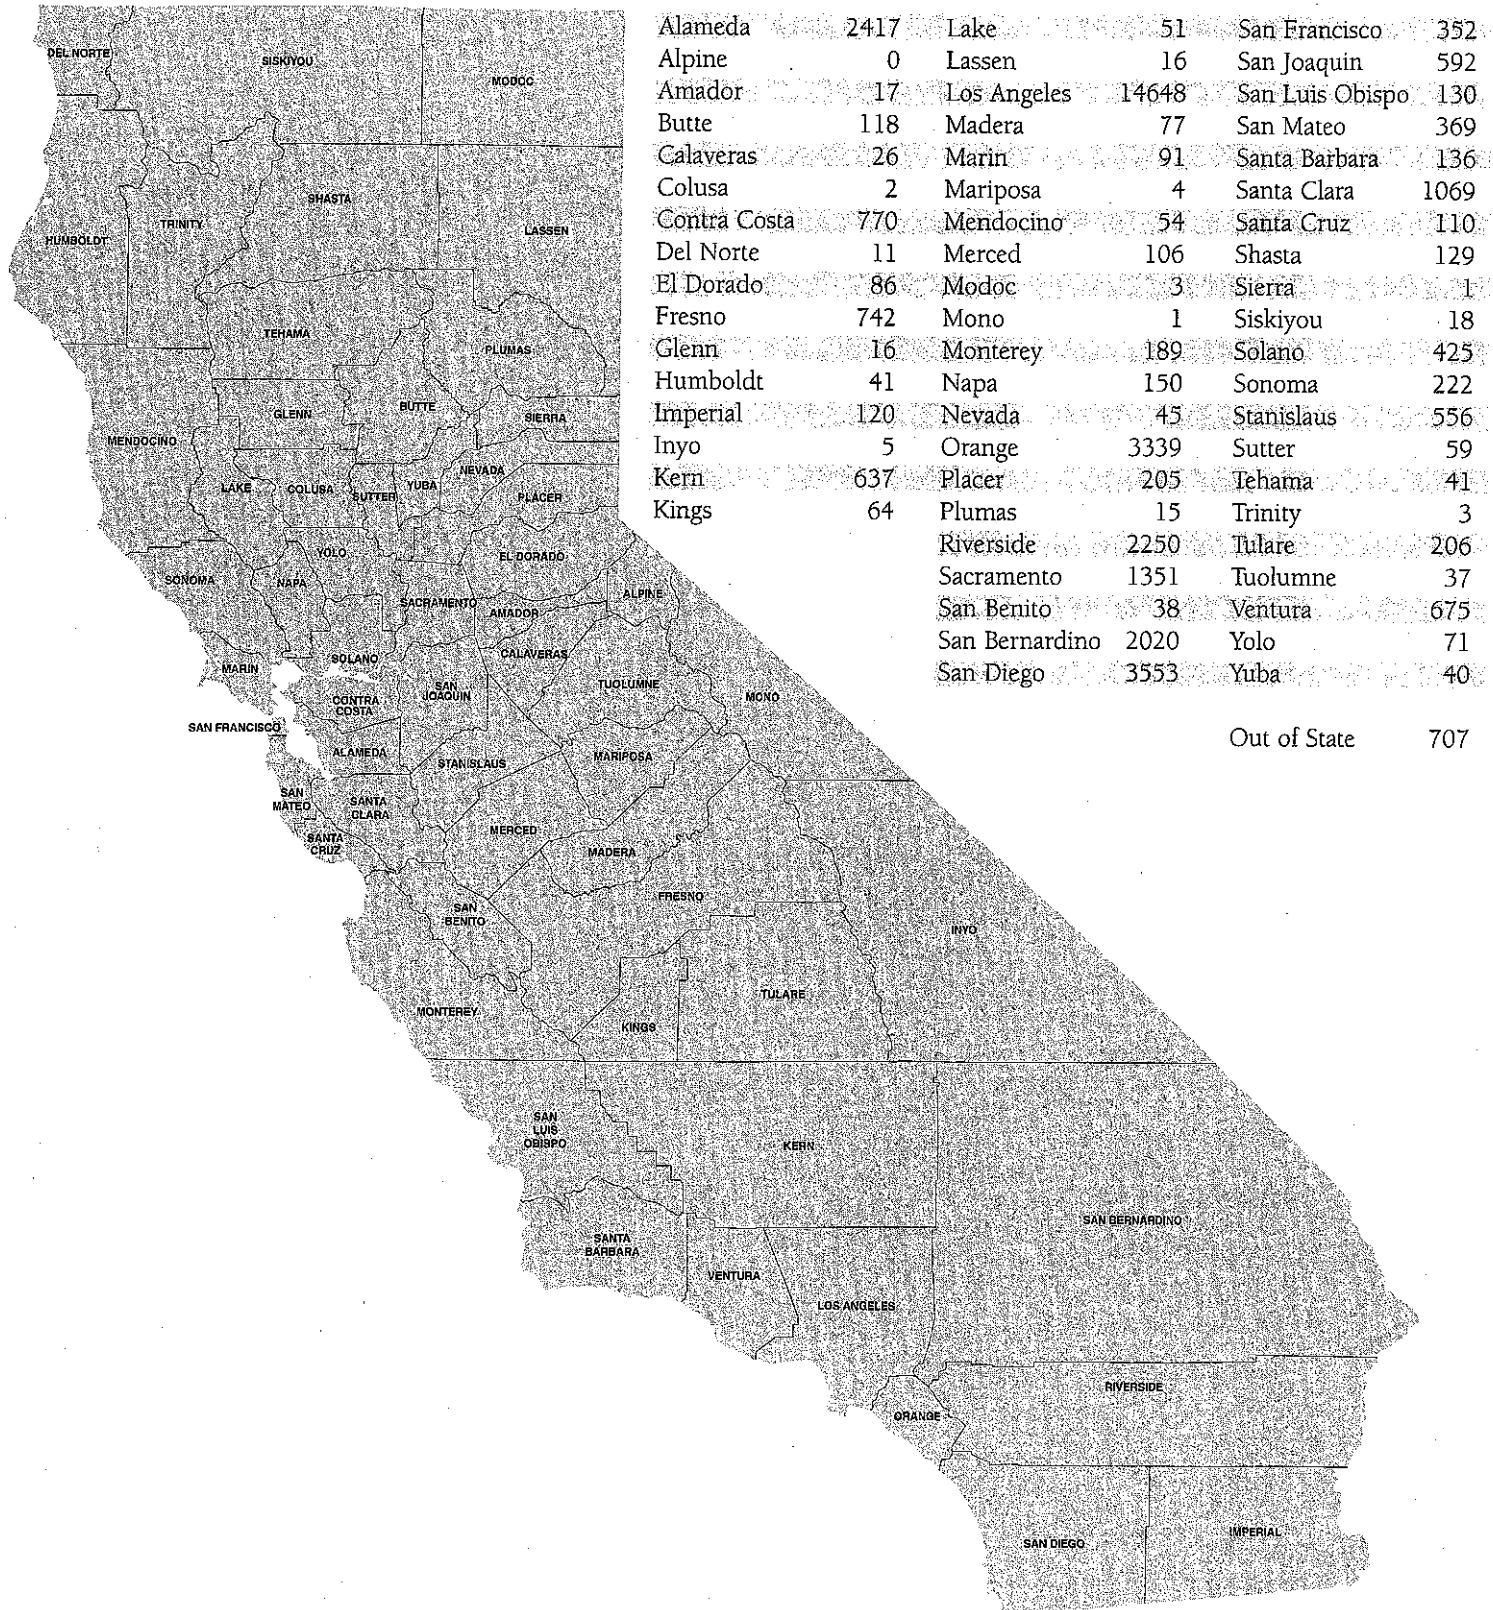 Alameda 2417 Lake 51 San Francisco 352
Alpine 0 Lassen 16 San Joaquin 592
Amador 17 Los Angeles 14648 San Luis Obispo 130
Butte 118 Madera 77 San Mateo 369
Calaveras 26 Marin 91 Santa Barbara 136
Colusa 2 Mariposa 4 Santa Clara 1069
Contra Costa 770 Mendocino 54 Santa Cruz 110
Del Norte 11 Merced 106 Shasta 129
El Dorado 86 Modoc 3 Sierra 1
Fresno 742 Mono 1 Siskiyou 18
Glenn 16 Monterey 189 Solano 425
Humboldt 41 Napa 150 Sonoma 222
Imperial 120 Nevada 45 Stanislaus 556
Inyo 5 Orange 3339 Sutter 59
Kern 637 Placer 205 Tehama 41
Kings 64 Plumas 15 Trinity 3
Riverside 2250 Tulare 206
Sacramento 1351 Tuolumne 37
San Benito 38 Ventura 675
San Bernardino 2020 Yolo 71
San Diego 3553 Yuba 40
Out of State 707
DEL NORTE
SISKIYOU
MODOC
SHASTA
TRINITY
LASSEN
HUMBOLDT
TEHAMA
PLUMAS
BUTTE
GLENN
SIERRA
MENDOCINO
NEVADA
LAKE
COLUSA
SUTTER
YUBA
PLACER
YOLO
EL DORADO
SONOMA
NAPA
ALPINE
SACRAMENTO
AMADOR
CALAVERAS
SOLANO
MARIN
TUOLUMNE
SAN
JOAQUIN
MONO
CONTRA
COSTA
SAN FRANCISCO
ALAMEDA
STANISLAUS
MARIPOSA
SAN
MATEO
SANTA
CLARA
MERCED
SANTA
CRUZ
MADERA
FRESNO
SAN
BENITO
INYO
TULARE
MONTEREY
KINGS
SAN
LUIS
OBISPO
KERN
SAN BERNARDINO
SANTA
BARBARA
VENTURA
LOS ANGELES
RIVERSIDE
ORANGE
IMPERIAL
SAN DIEGO